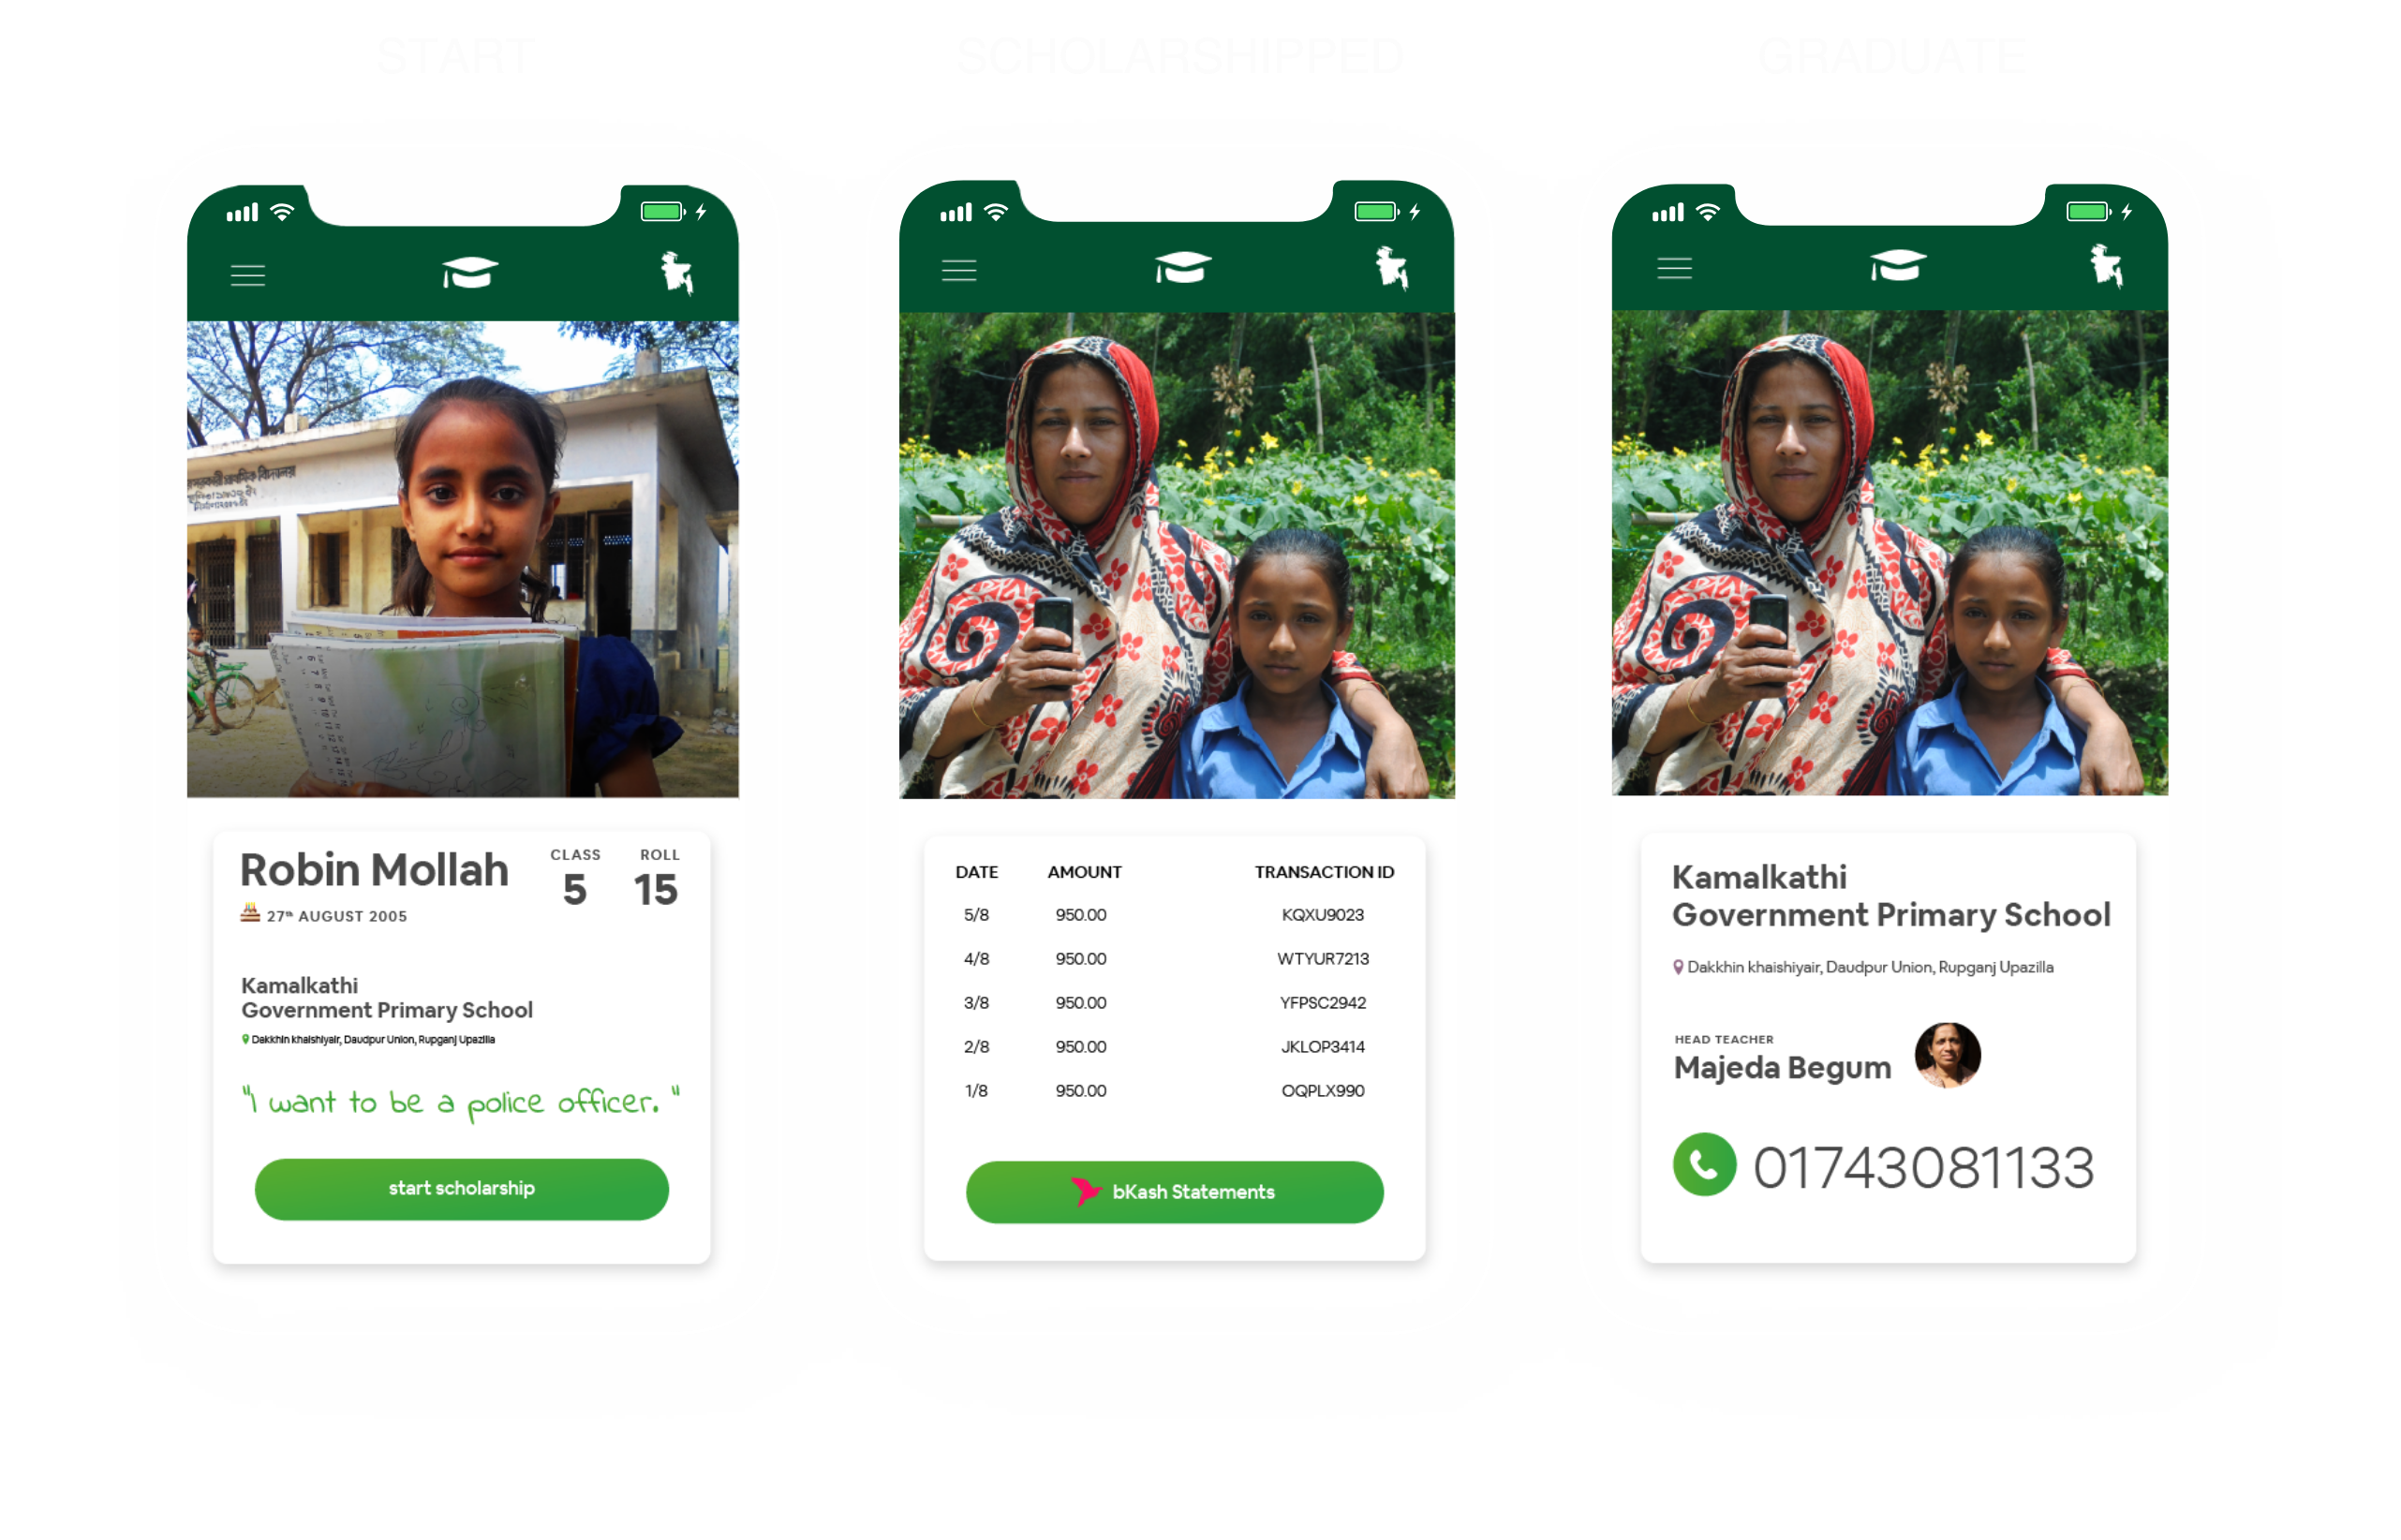 START
SCHOLARSHIPPED
GRADUATE
Robin Mollah
CLASS
5
ROLL
15
27th AUGUST 2005
Kamalkathi
Government Primary School
Dakkhin khaishiyair, Daudpur Union, Rupganj Upazilla
"I want to be a police officer. "
start scholarship
DATE AMOUNT TRANSACTION ID
5/8 950.00 KQXU9023
4/8 950.00 WTYUR7213
3/8 950.00 YFPSC2942
2/8 950.00 JKLOP3414
1/8 950.00 OQPLX990
bKash Statements
Kamalkathi
Government Primary School
Dakkhin khaishiyair, Daudpur Union, Rupganj Upazilla
HEAD TEACHER
Majeda Begum
01743081133